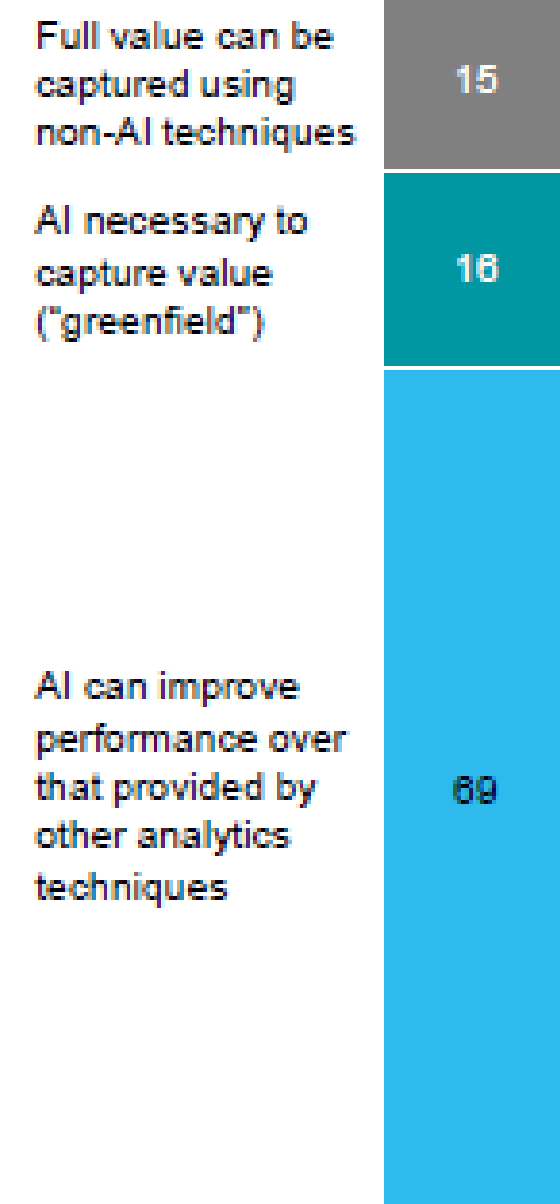 Full value can be
captured using
non-AI techniques
15
AI necessary to
capture value
("greenfield")
16
AI can improve
performance over
that provided by
other analytics
techniques
69